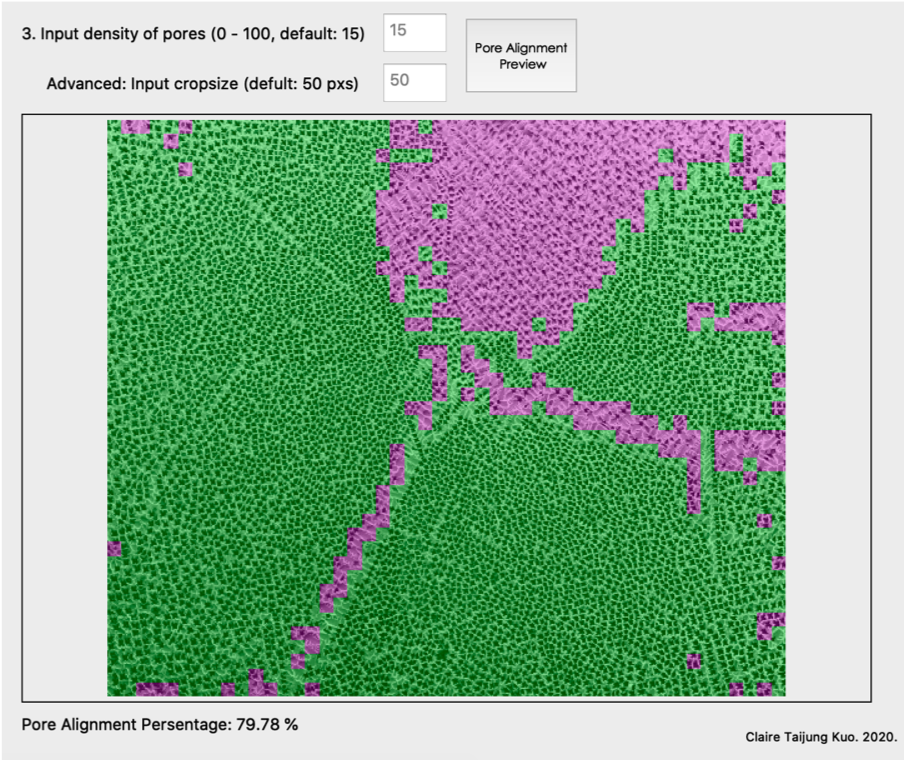 3. Input density of pores (0 - 100, default: 15)
15
Advanced: Input cropsize (defult: 50 pxs)
50
Pore Alignment
Preview
Pore Alignment Persentage: 79.78 %
Claire Taijung Kuo. 2020.